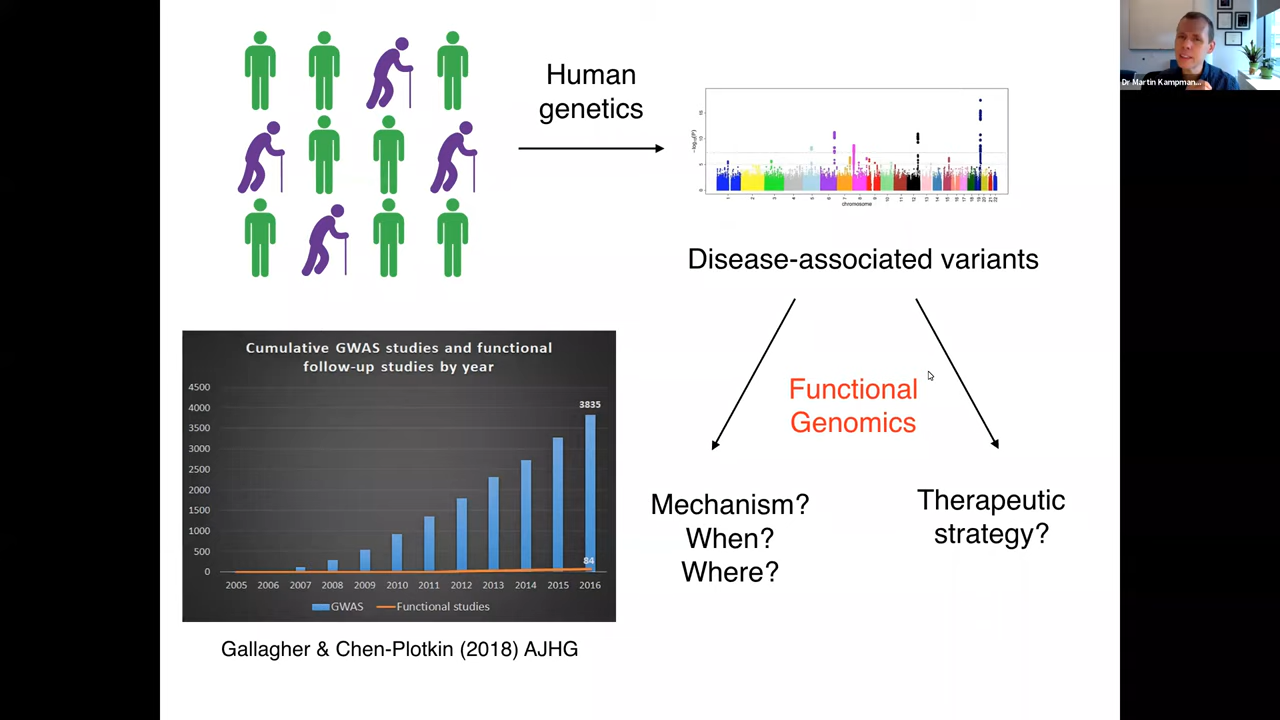 Human
genetics
Dr Martin Kampman...
-log₁₀(P)
chromosome
Disease-associated variants
Functional
Genomics
Mechanism?
When?
Where?
Therapeutic
strategy?
Cumulative GWAS studies and functional
follow-up studies by year
4500
4000
3500
3000
2500
2000
1500
1000
500
0
3835
84
2005 2006 2007 2008 2009 2010 2011 2012 2013 2014 2015 2016
GWAS Functional studies
Gallagher & Chen-Plotkin (2018) AJHG